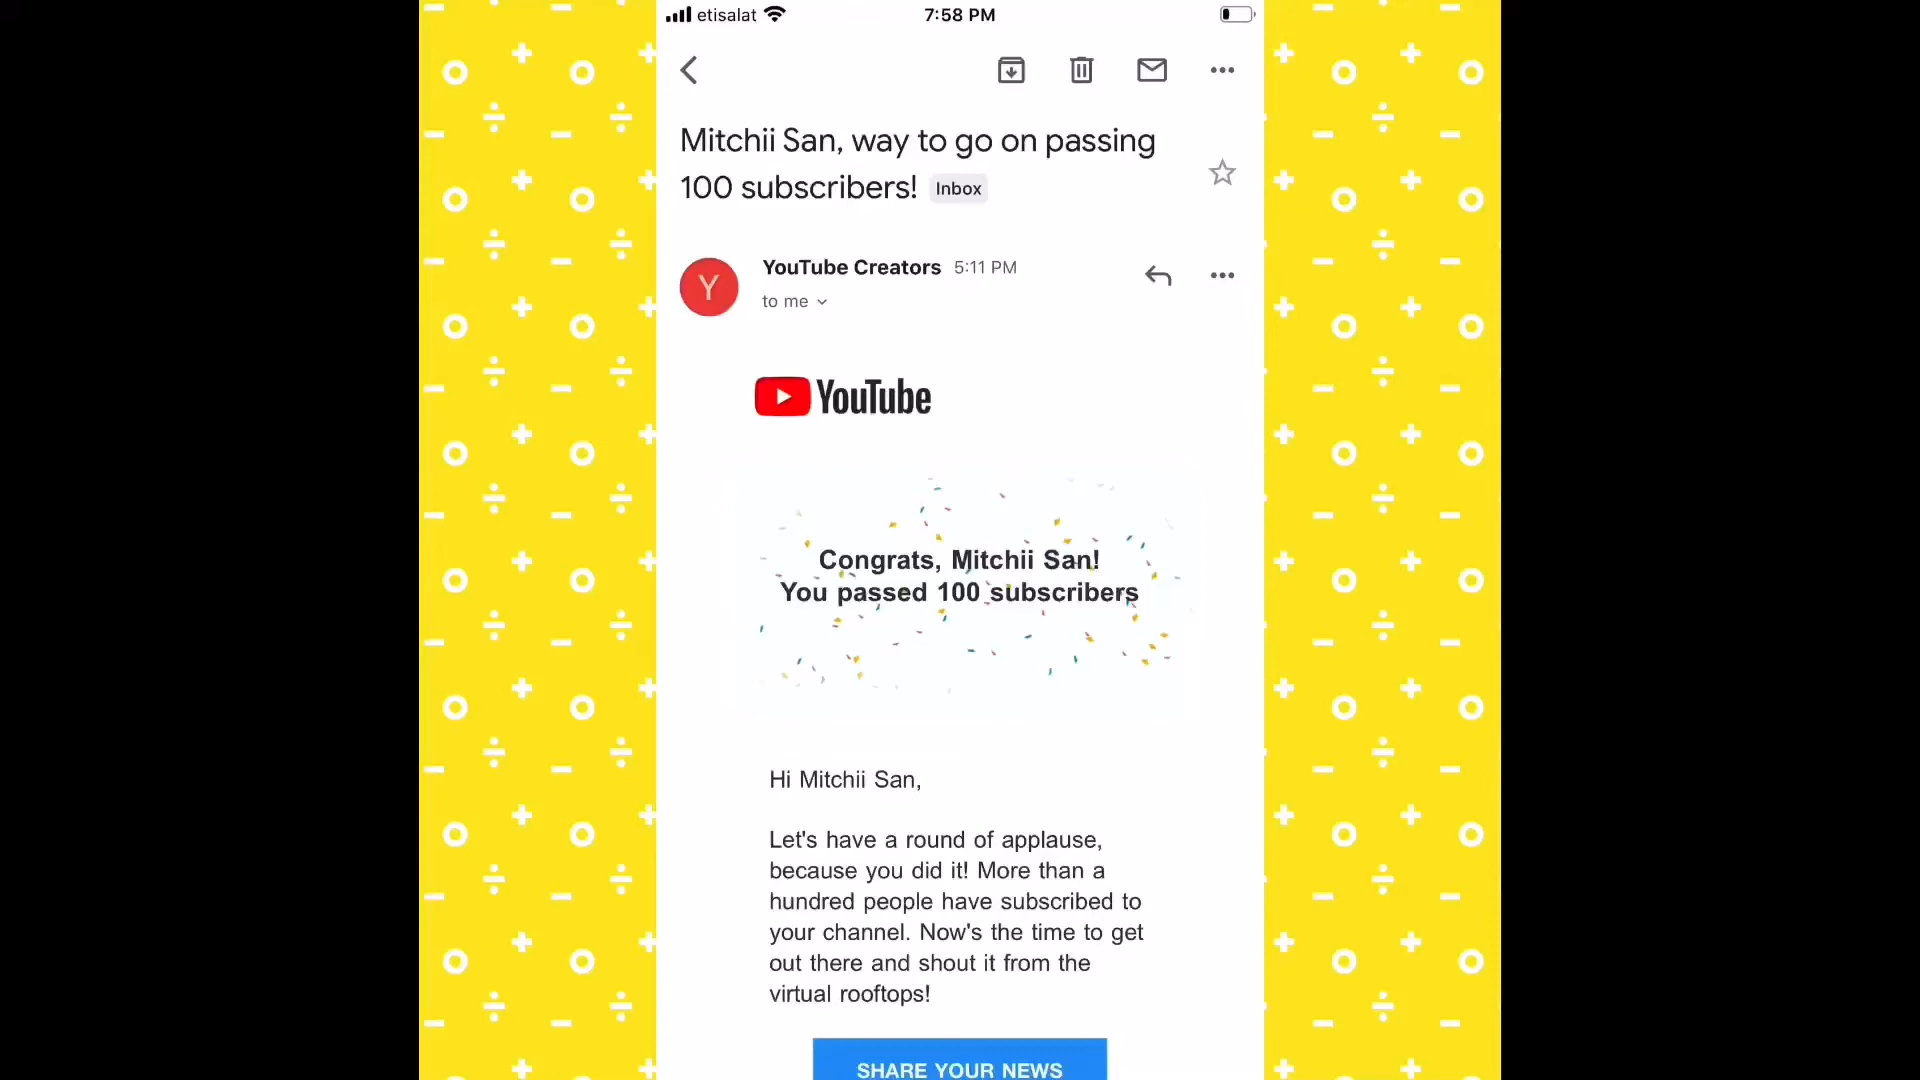 etisalat
7:58 PM
Mitchii San, way to go on passing
100 subscribers! Inbox
YouTube Creators 5:11 PM
Y
to me
YouTube
Congrats, Mitchii San!
You passed 100 subscribers
Hi Mitchii San,
Let's have a round of applause,
because you did it! More than a
hundred people have subscribed to
your channel. Now's the time to get
out there and shout it from the
virtual rooftops!
SHARE YOUR NEWS